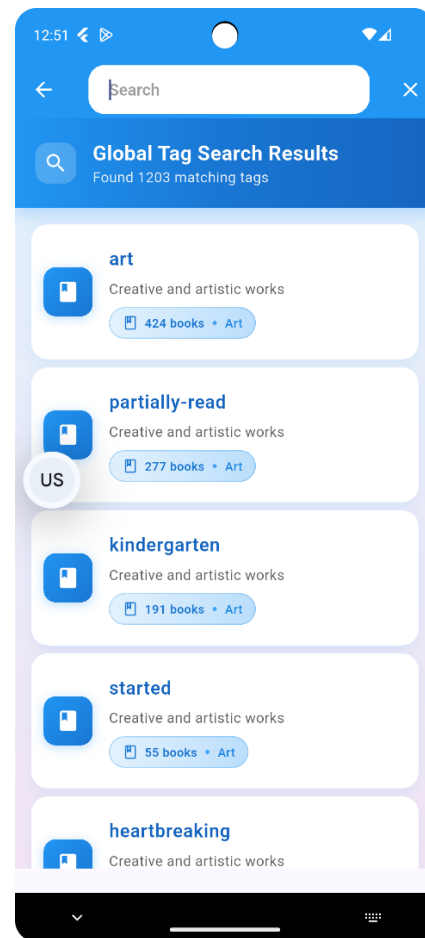 12:51
Search
Global Tag Search Results
Found 1203 matching tags
art
Creative and artistic works
424 books • Art
partially-read
Creative and artistic works
277 books • Art
US
kindergarten
Creative and artistic works
191 books • Art
started
Creative and artistic works
55 books • Art
heartbreaking
Creative and artistic works